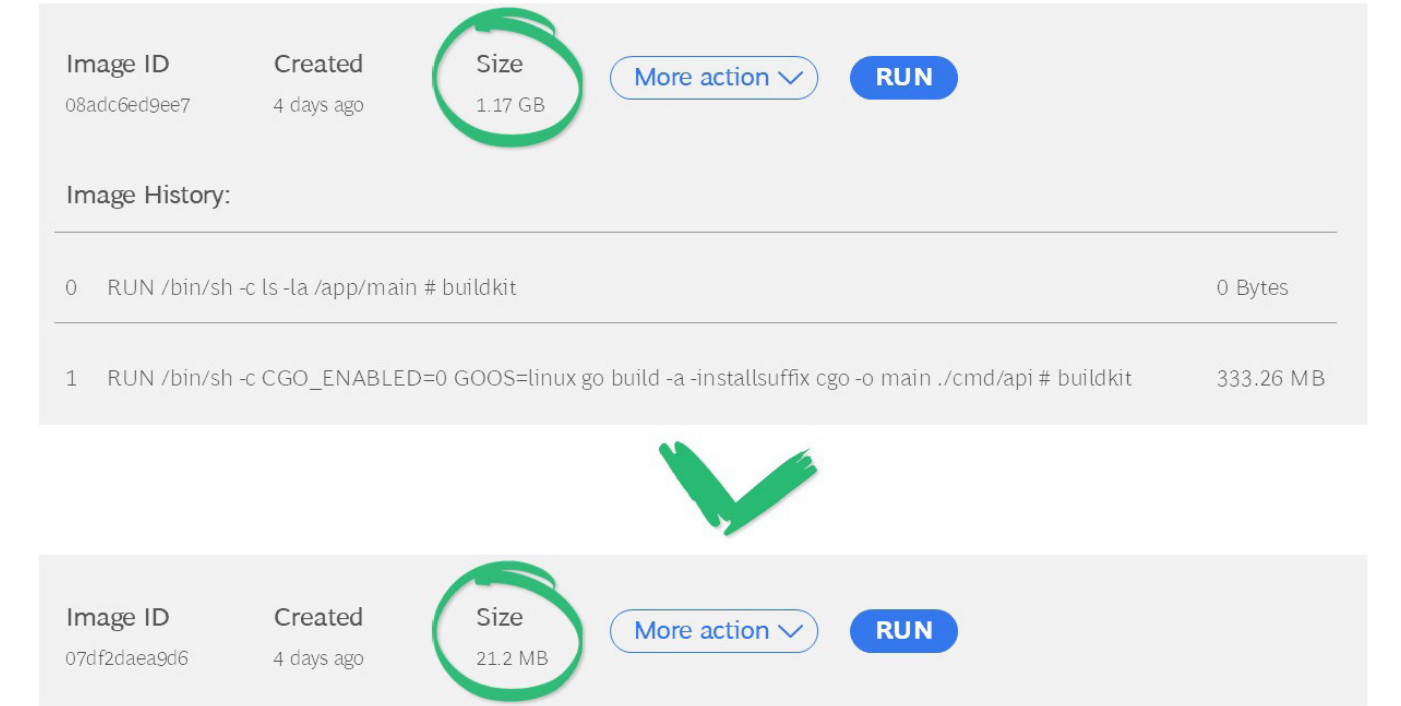 Image ID Created Size More action RUN
08adc6ed9ee7 4 days ago 1.17 GB
Image History:
0 RUN /bin/sh -c ls -la /app/main # buildkit 0 Bytes
1 RUN /bin/sh -c CGO_ENABLED=0 GOOS=linux go build -a -installsuffix cgo -o main ./cmd/api # buildkit 333.26 MB
Image ID Created Size More action RUN
07df2daea9d6 4 days ago 21.2 MB